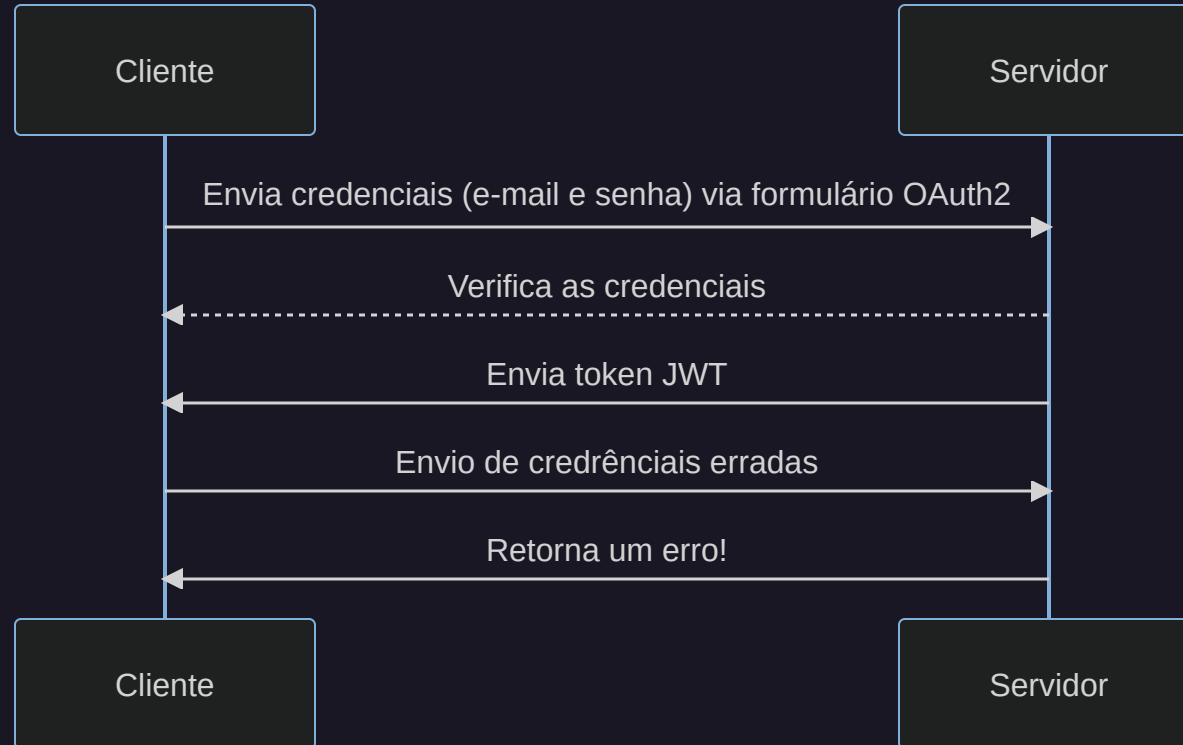 Cliente
Servidor
Envia credenciais (e-mail e senha) via formulário OAuth2
Verifica as credenciais
Envia token JWT
Envio de credrênciais erradas
Retorna um erro!
Cliente
Servidor